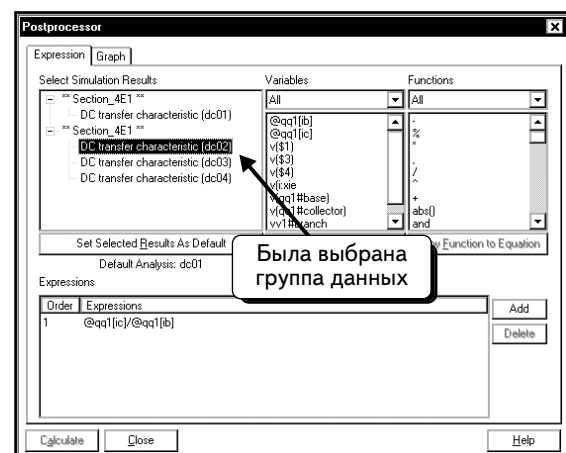 Postprocessor
Expression Graph
Select Simulation Results Variables Functions
** Section_4E1 ** All All
DC transfer characteristic (dc01)
** Section_4E1 **
DC transfer characteristic (dc02)
DC transfer characteristic (dc03)
DC transfer characteristic (dc04)
@qq1[ib]
@qq1[ic]
v($1)
v($3)
v($4)
v(i:xie
v(qq1#base)
v(qq1#collector)
vv1#branch
-
%
*
,
/
^
+
abs()
and
Set Selected Results As Default
Function to Equation
Default Analysis: dc01
Была выбрана
группа данных
Expressions
Order Expressions
1 @qq1[ic]/@qq1[ib]
Add
Delete
Calculate Close Help